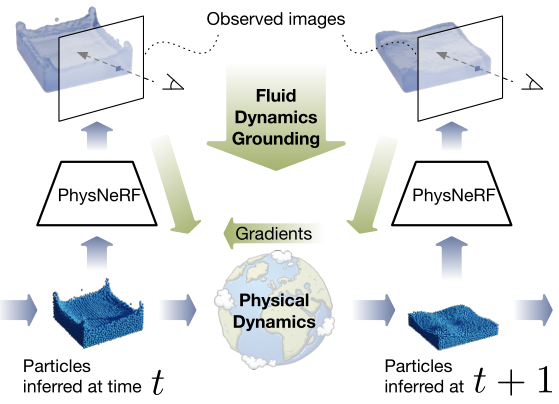 Observed images
Fluid
Dynamics
Grounding
PhysNeRF
PhysNeRF
Gradients
Physical
Dynamics
Particles
inferred at time t
Particles
inferred at t + 1